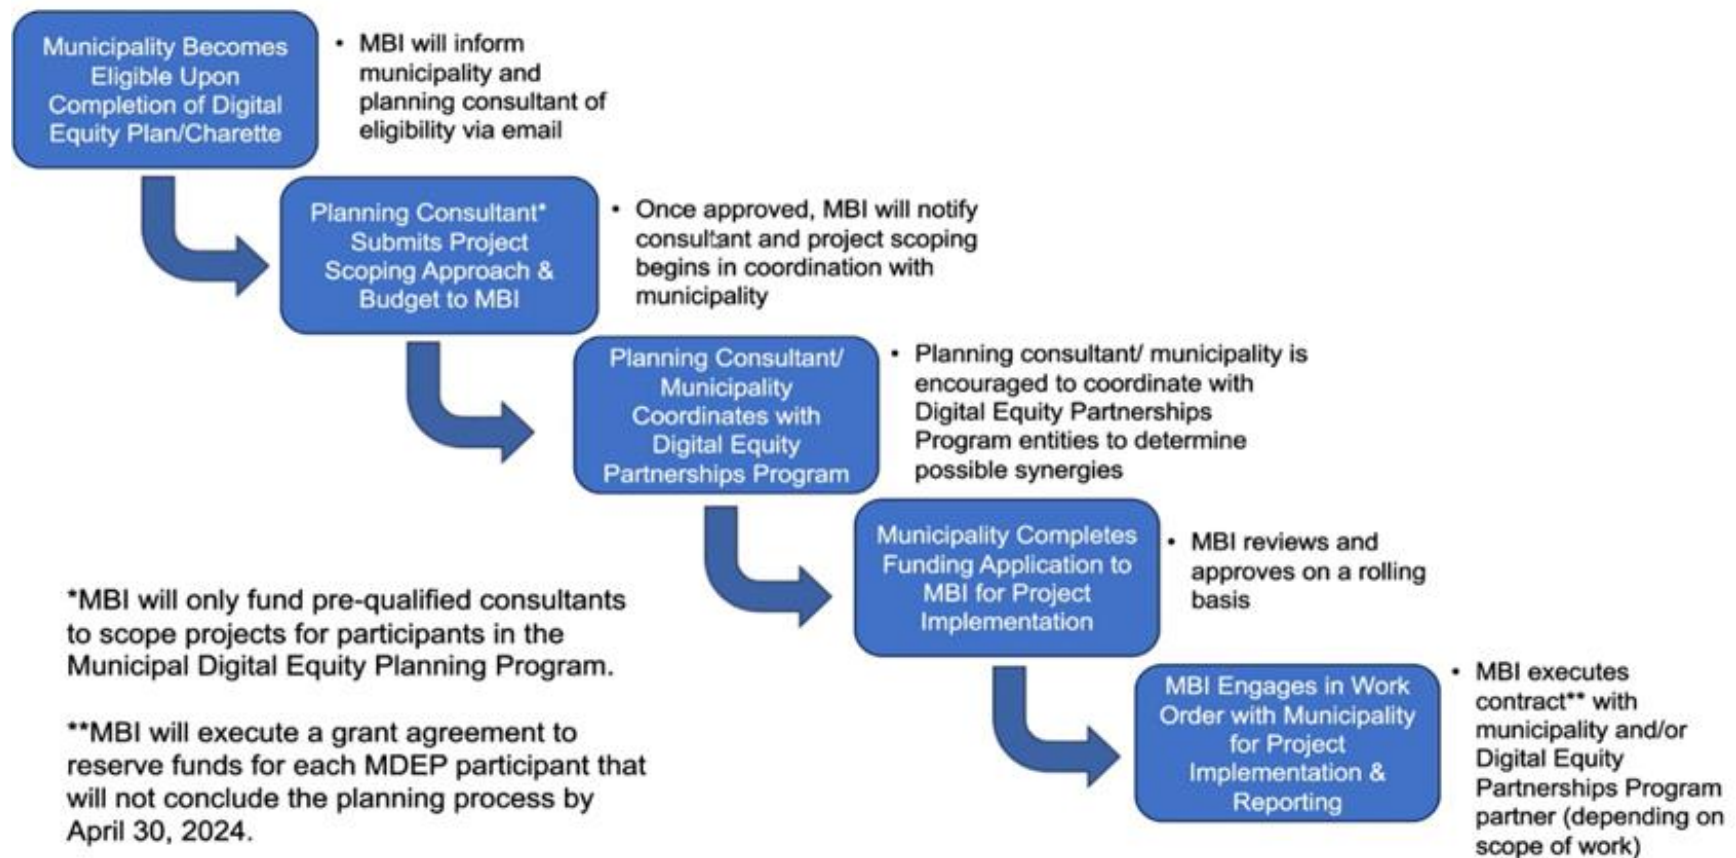 Municipality Becomes
Eligible Upon
Completion of Digital
Equity Plan/Charette
• MBI will inform
municipality and
planning consultant of
eligibility via email
Planning Consultant*
Submits Project
Scoping Approach &
Budget to MBI
• Once approved, MBI will notify
consultant and project scoping
begins in coordination with
municipality
Planning Consultant/
Municipality
Coordinates with
Digital Equity
Partnerships Program
• Planning consultant/ municipality is
encouraged to coordinate with
Digital Equity Partnerships
Program entities to determine
possible synergies
Municipality Completes
Funding Application to
MBI for Project
Implementation
• MBI reviews and
approves on a rolling
basis
MBI Engages in Work
Order with Municipality
for Project
Implementation &
Reporting
• MBI executes
contract** with
municipality and/or
Digital Equity
Partnerships Program
partner (depending on
scope of work)
*MBI will only fund pre-qualified consultants
to scope projects for participants in the
Municipal Digital Equity Planning Program.
**MBI will execute a grant agreement to
reserve funds for each MDEP participant that
will not conclude the planning process by
April 30, 2024.